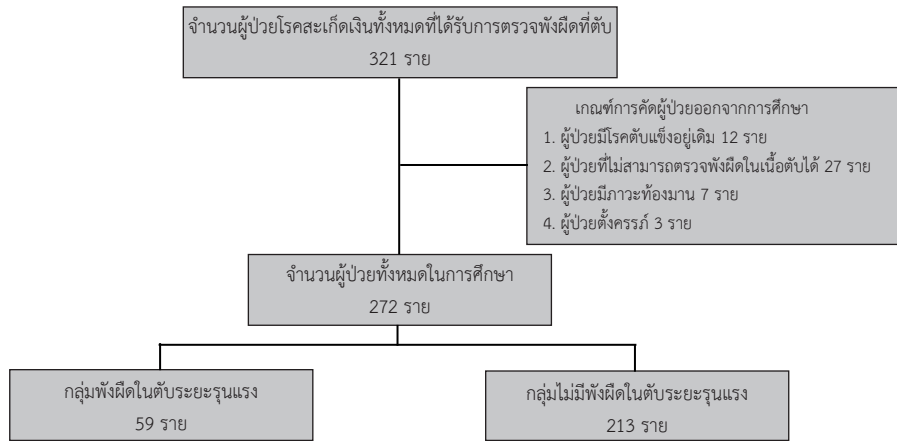 จำนวนผู้ป่วยโรคสะเก็ดเงินทั้งหมดที่ได้รับการตรวจพังผืดที่ตับ
321 ราย
เกณฑ์การคัดผู้ป่วยออกจากการศึกษา
1. ผู้ป่วยมีโรคตับแข็งอยู่เดิม 12 ราย
2. ผู้ป่วยที่ไม่สามารถตรวจพังผืดในเนื้อตับได้ 27 ราย
3. ผู้ป่วยมีภาวะท้องมาน 7 ราย
4. ผู้ป่วยตั้งครรภ์ 3 ราย
จำนวนผู้ป่วยทั้งหมดในการศึกษา
272 ราย
กลุ่มพังผืดในตับระยะรุนแรง
59 ราย
กลุ่มไม่มีพังผืดในตับระยะรุนแรง
213 ราย